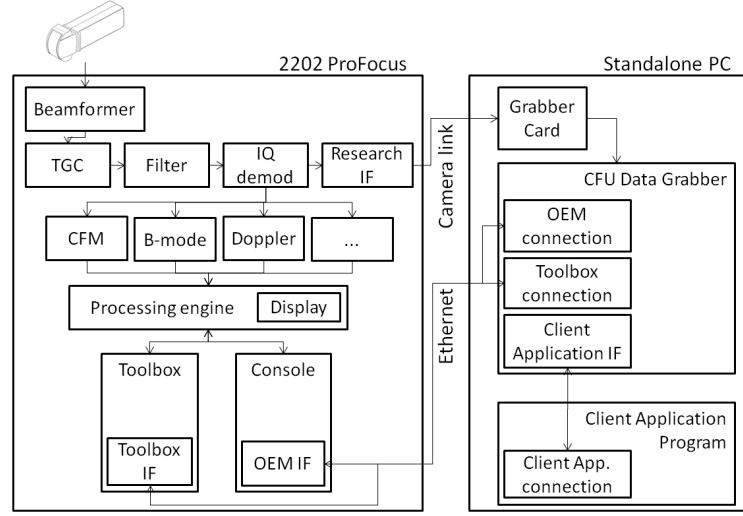 2202 ProFocus
Standalone PC
Beamformer
TGC
Filter
IQ
demod
Research
IF
Camera link
Grabber
Card
CFU Data Grabber
CFM
B-mode
Doppler
...
OEM
connection
Toolbox
connection
Client
Application IF
Processing engine
Display
Ethernet
Toolbox
Console
Toolbox
IF
OEM IF
Client Application
Program
Client App.
connection